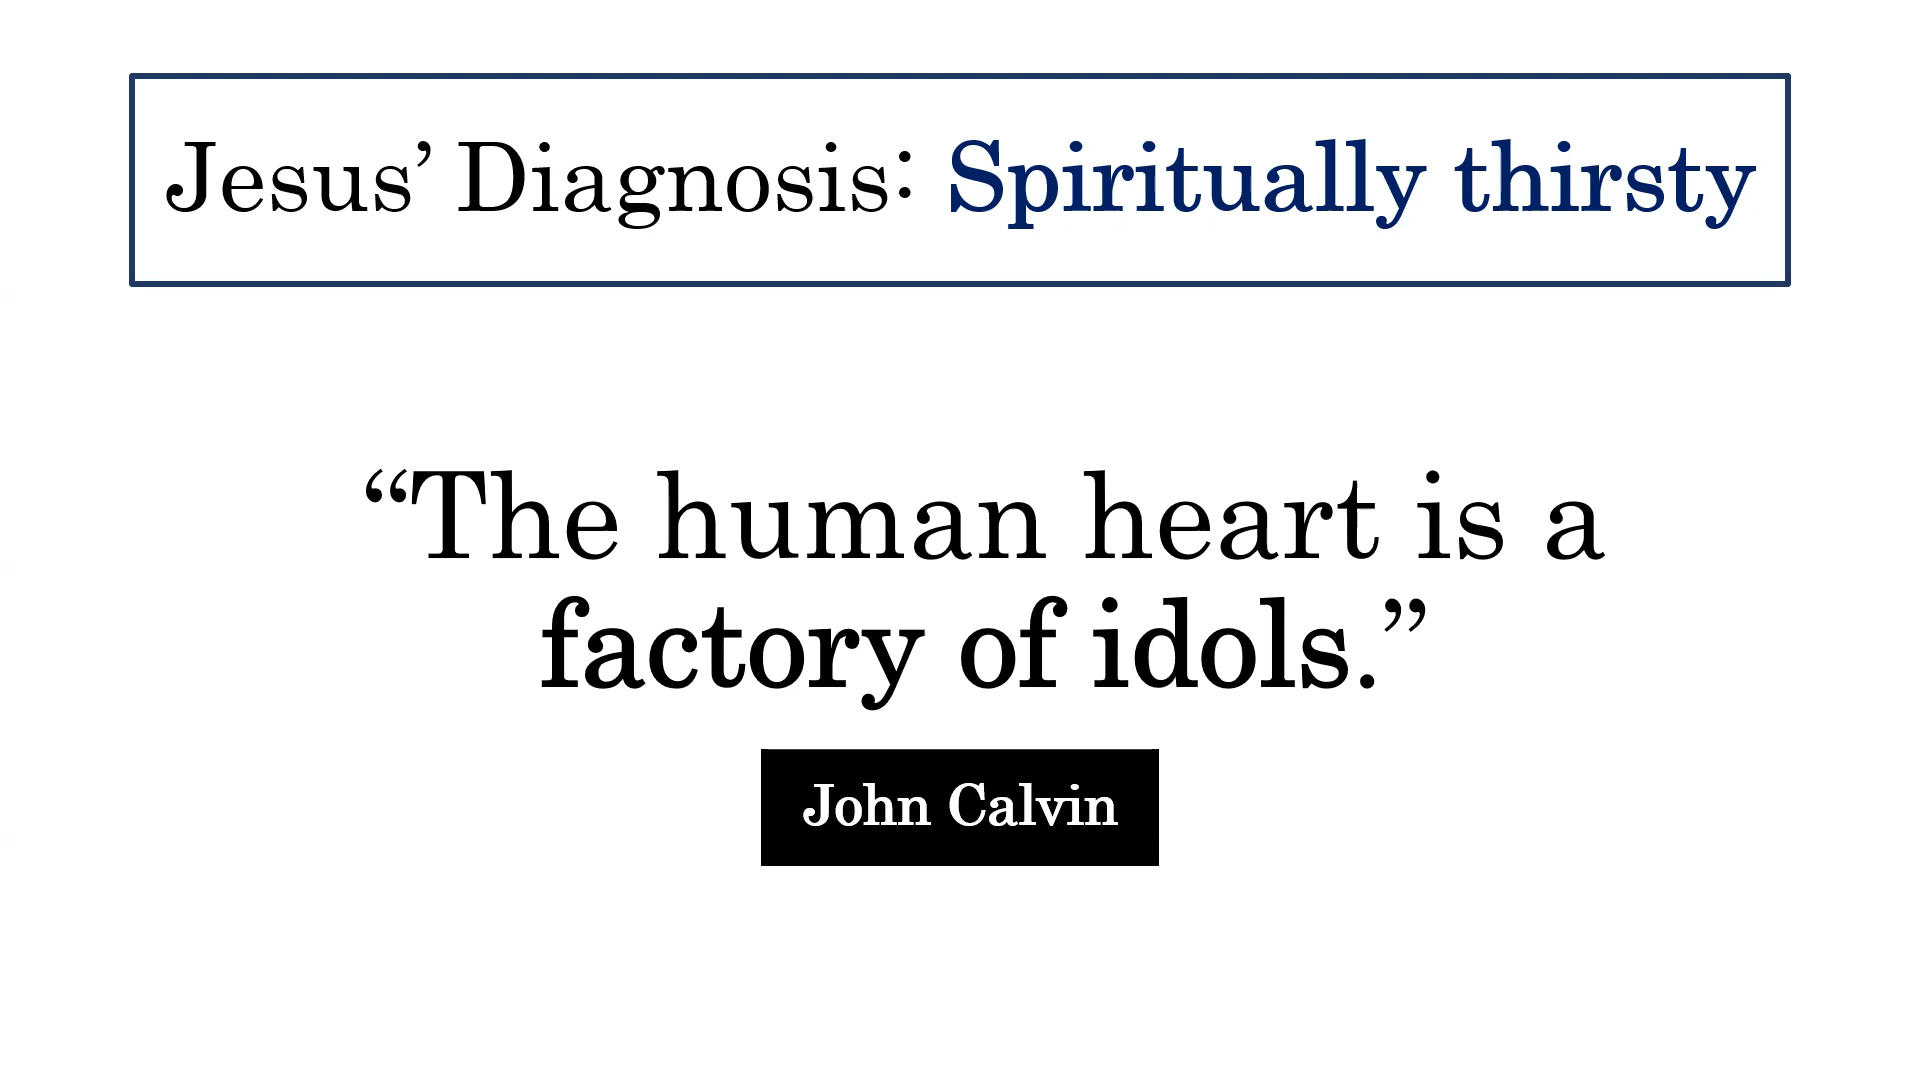 Jesus’ Diagnosis: Spiritually thirsty
“The human heart is a
factory of idols.”
John Calvin